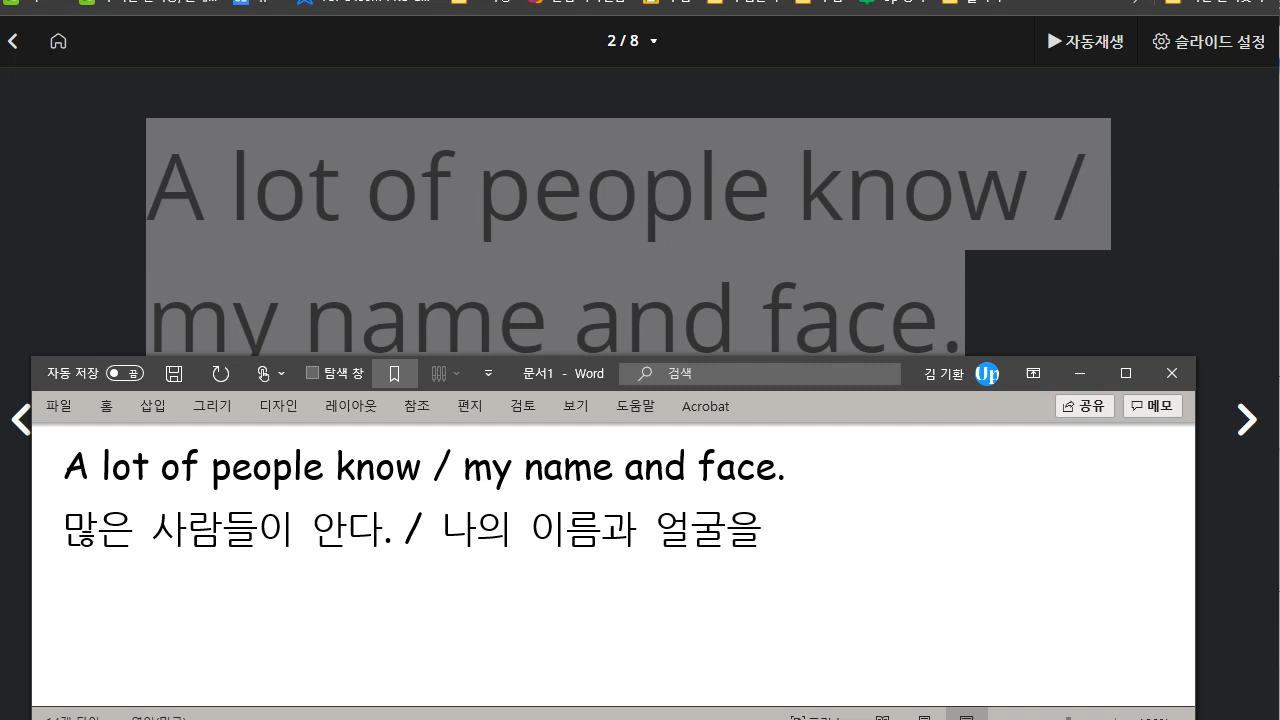 2 / 8
자동재생
슬라이드 설정
A lot of people know /
my name and face.
자동 저장
끔
탐색 창
문서1 - Word
검색
김 기환
Up
파일 홈 삽입 그리기 디자인 레이아웃 참조 편지 검토 보기 도움말 Acrobat
공유
메모
A lot of people know / my name and face.
많은 사람들이 안다. / 나의 이름과 얼굴을